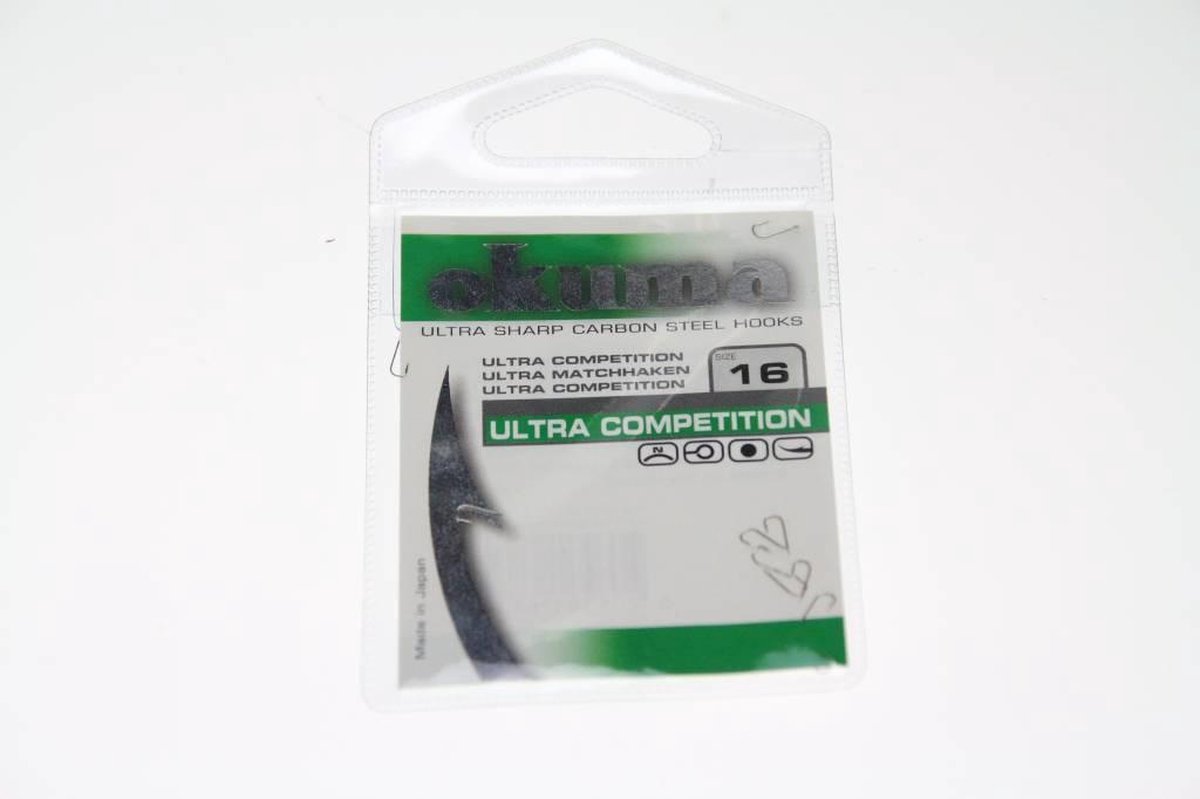 okuma
ULTRA SHARP CARBON STEEL HOOKS
ULTRA COMPETITION
ULTRA MATCHHAKEN
ULTRA COMPETITION
SIZE
16
ULTRA COMPETITION
Made in Japan